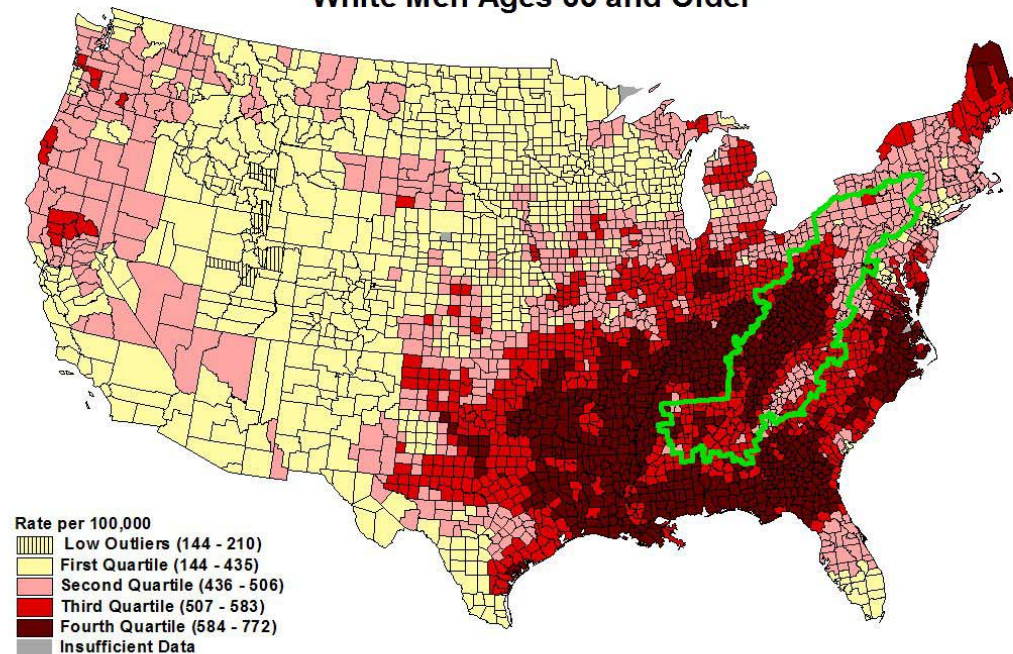 White Men Ages 60 and Older
Rate per 100,000
Low Outliers (144 - 210)
First Quartile (144 - 435)
Second Quartile (436 - 506)
Third Quartile (507 - 583)
Fourth Quartile (584 - 772)
Insufficient Data